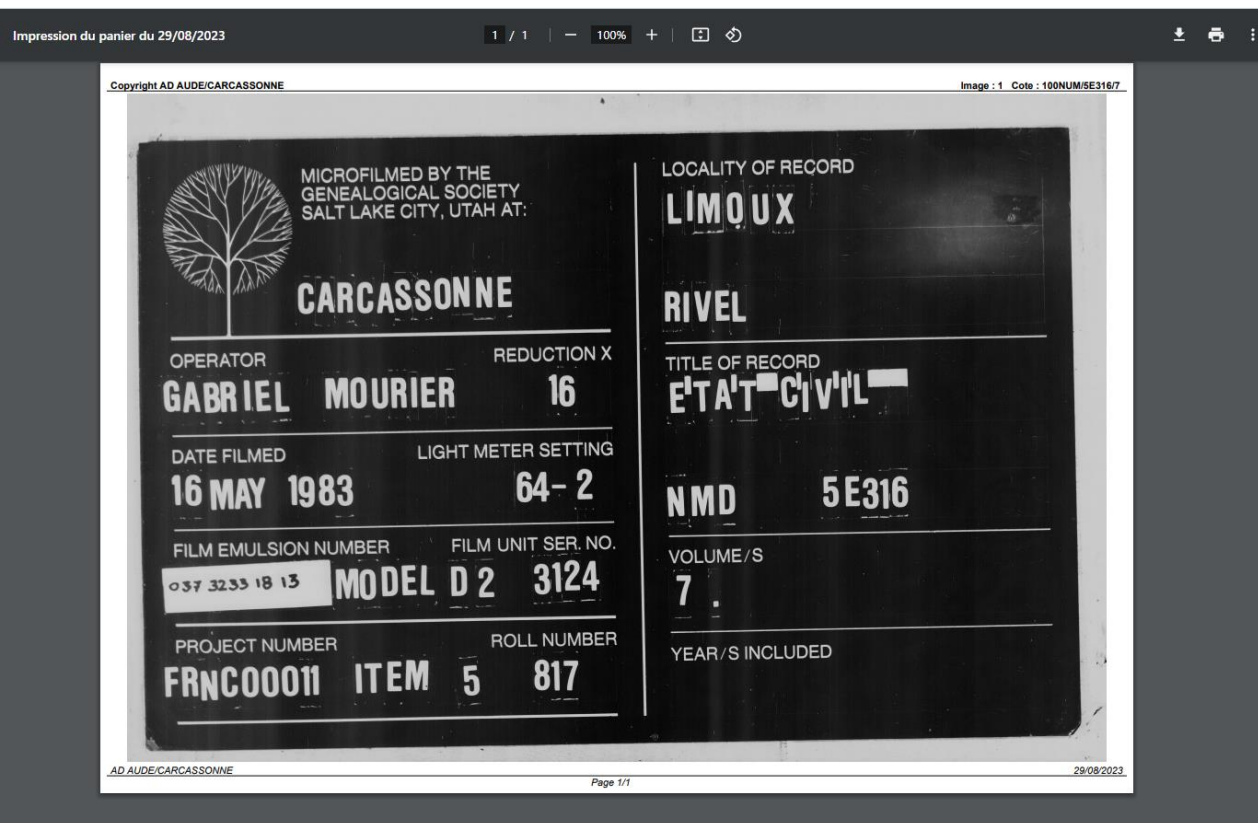 Impression du panier du 29/08/2023
1 / 1
100%
Copyright AD AUDE/CARCASSONNE
Image : 1 Cote : 100NUM/5E316/7
MICROFILMED BY THE
GENEALOGICAL SOCIETY
SALT LAKE CITY, UTAH AT:
CARCASSONNE
OPERATOR
REDUCTION X
GABRIEL MOURIER
16
DATE FILMED
LIGHT METER SETTING
16 MAY 1983
64-2
FILM EMULSION NUMBER
FILM UNIT SER. NO.
037 3233 18 13
MODEL D 2 3124
PROJECT NUMBER
ROLL NUMBER
FRNC00011 ITEM 5
817
LOCALITY OF RECORD
LIMOUX
RIVEL
TITLE OF RECORD
E'TA'T' C'IV'I'L
NMD 5E316
VOLUME/S
7 .
YEAR/S INCLUDED
AD AUDE/CARCASSONNE
29/08/2023
Page 1/1